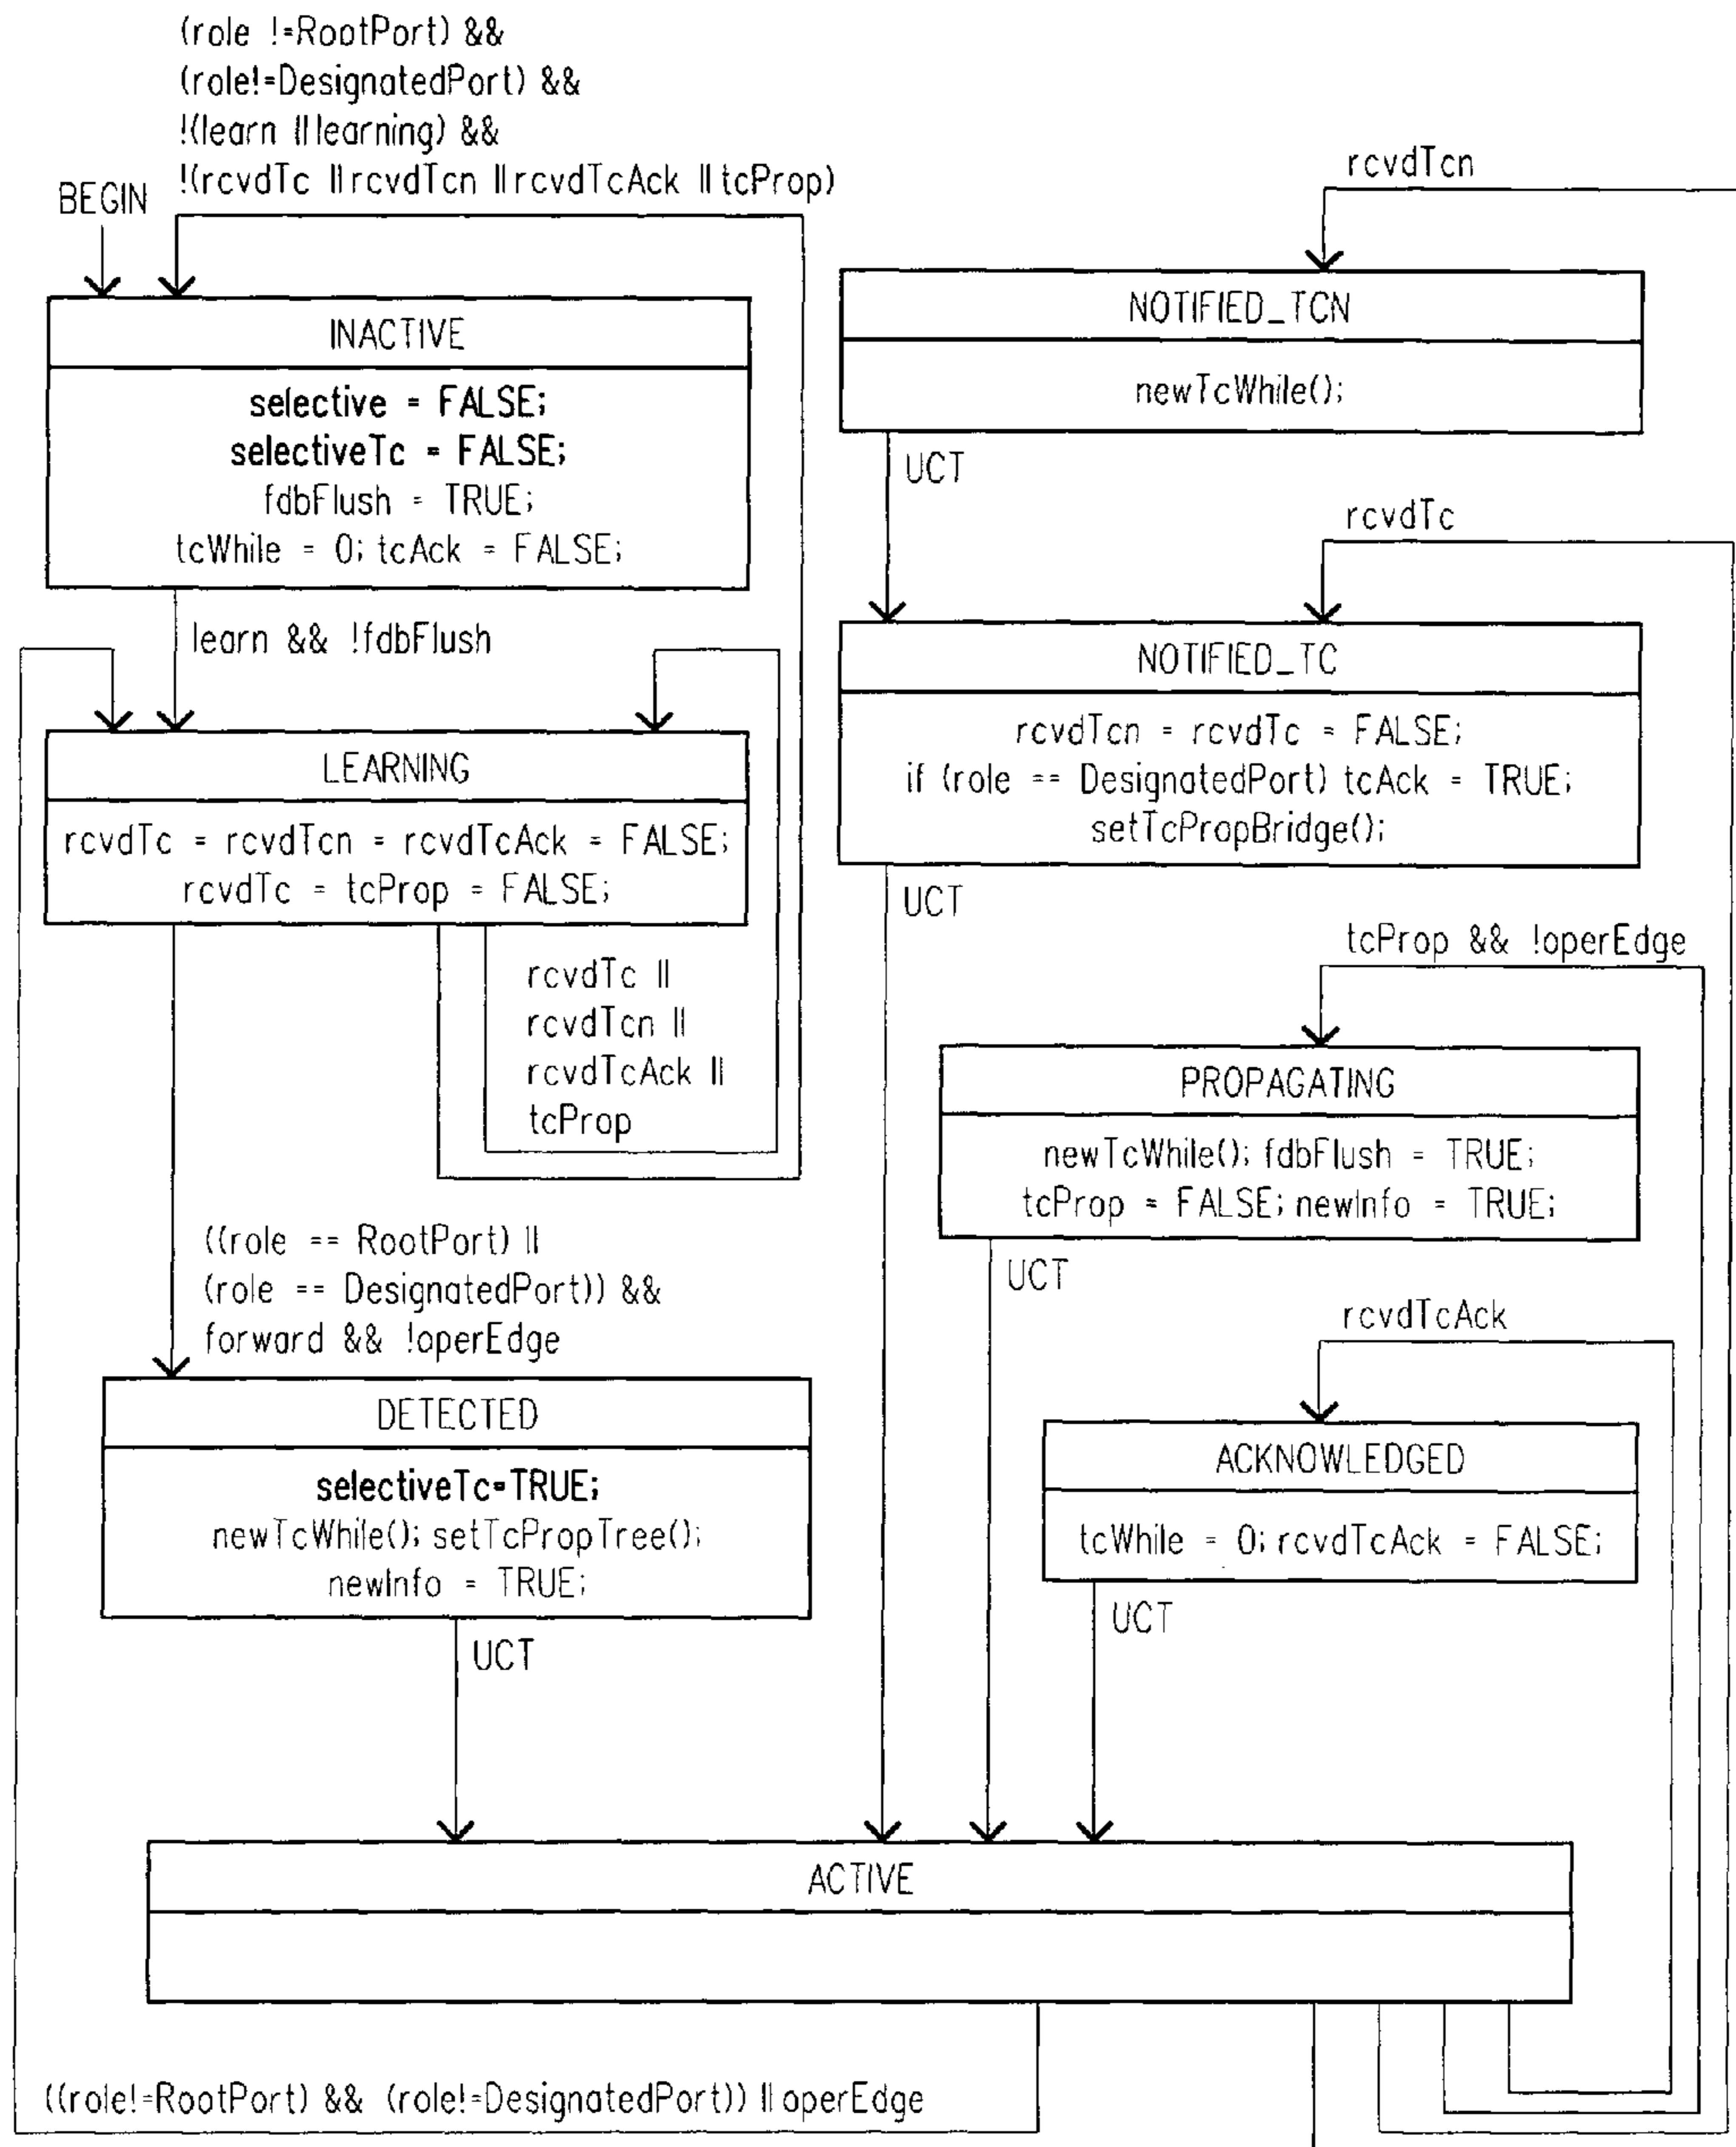 (role !=RootPort) &&
(role!=DesignatedPort) &&
!(learn || learning) &&
!(rcvdTc || rcvdTcn || rcvdTcAck || tcProp)
BEGIN
INACTIVE
selective = FALSE;
selectiveTc = FALSE;
fdbFlush = TRUE;
tcWhile = 0; tcAck = FALSE;
learn && !fdbFlush
LEARNING
rcvdTc = rcvdTcn = rcvdTcAck = FALSE;
rcvdTc = tcProp = FALSE;
rcvdTc ||
rcvdTcn ||
rcvdTcAck ||
tcProp
((role == RootPort) ||
(role == DesignatedPort)) &&
forward && !operEdge
DETECTED
selectiveTc=TRUE;
newTcWhile(); setTcPropTree();
newInfo = TRUE;
UCT
rcvdTcn
NOTIFIED_TCN
newTcWhile();
UCT
rcvdTc
NOTIFIED_TC
rcvdTcn = rcvdTc = FALSE;
if (role == DesignatedPort) tcAck = TRUE;
setTcPropBridge();
UCT
tcProp && !operEdge
PROPAGATING
newTcWhile(); fdbFlush = TRUE;
tcProp = FALSE; newInfo = TRUE;
UCT
rcvdTcAck
ACKNOWLEDGED
tcWhile = 0; rcvdTcAck = FALSE;
UCT
ACTIVE
((role!=RootPort) && (role!=DesignatedPort)) || operEdge